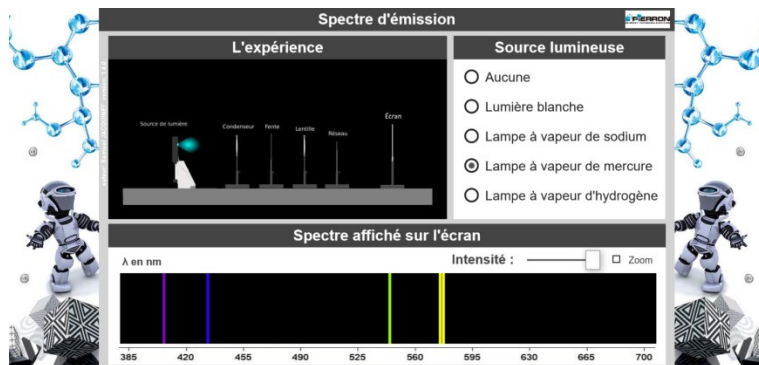 Spectre d'émission
PIERRON
L'expérience
Source de lumière
Condenseur
Fente
Lentille
Réseau
Écran
Source lumineuse
Aucune
Lumière blanche
Lampe à vapeur de sodium
Lampe à vapeur de mercure
Lampe à vapeur d'hydrogène
Spectre affiché sur l'écran
λ en nm
Intensité :
Zoom
385 420 455 490 525 560 595 630 665 700